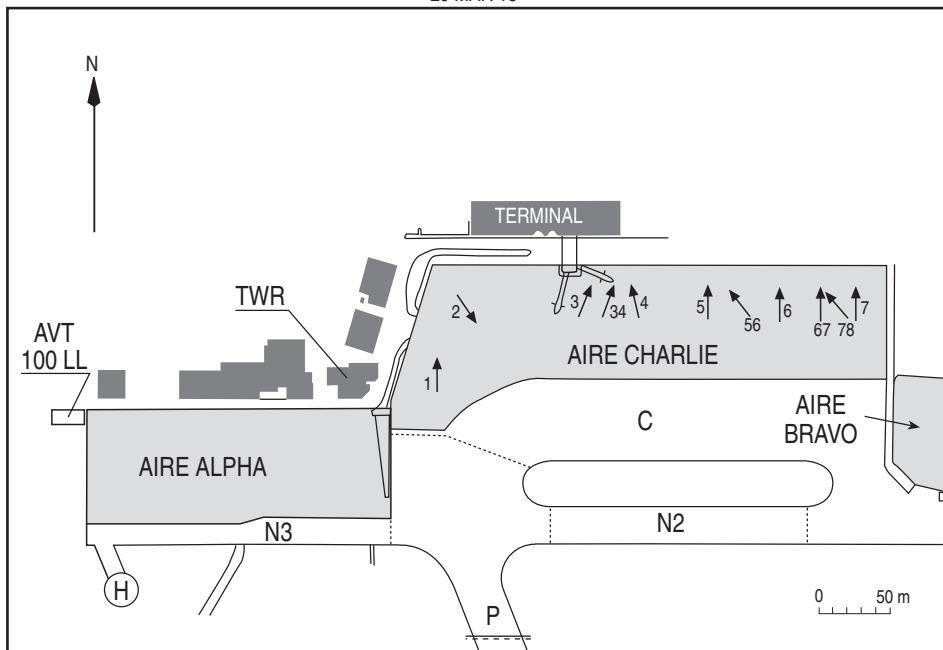 N
TERMINAL
TWR
AVT
100 LL
2
3
34
4
5
56
6
67
78
7
1
AIRE CHARLIE
C
AIRE
BRAVO
AIRE ALPHA
N3
N2
H
P
0 50 m